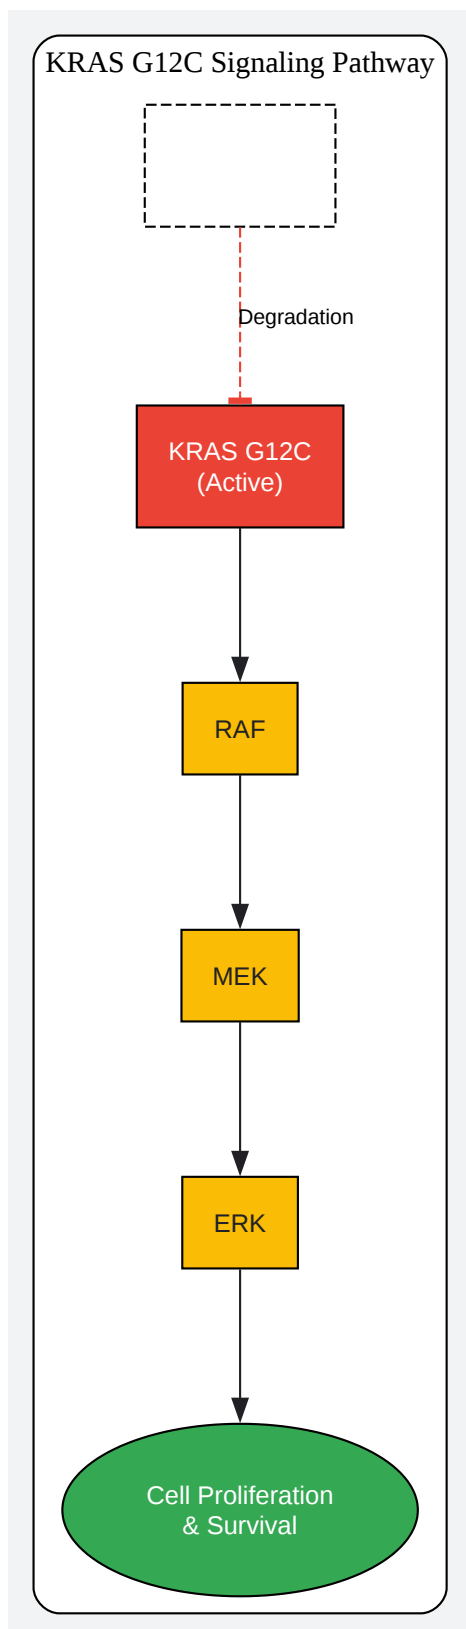 KRAS G12C Signaling Pathway
Degradation
KRAS G12C
(Active)
RAF
MEK
ERK
Cell Proliferation
& Survival